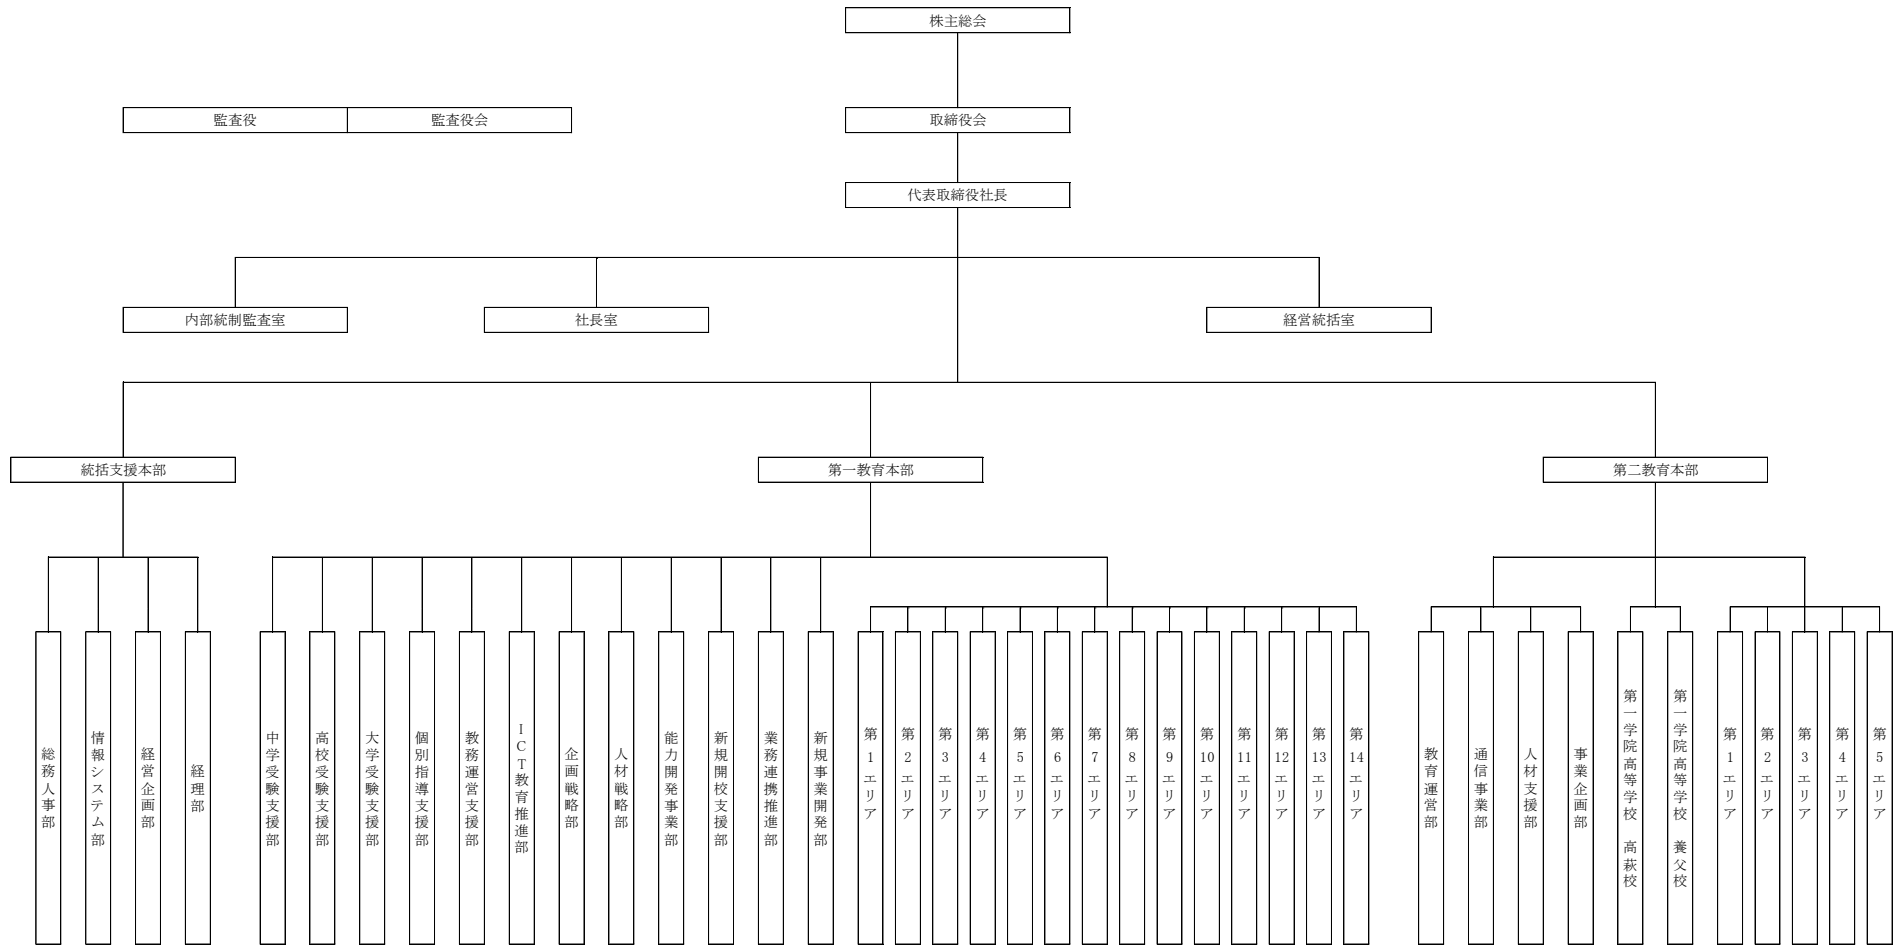 株主総会
監査役
監査役会
取締役会
代表取締役社長
内部統制監査室
社長室
経営統括室
統括支援本部
第一教育本部
第二教育本部
総務人事部
情報システム部
経営企画部
経理部
中学受験支援部
高校受験支援部
大学受験支援部
個別指導支援部
教務運営支援部
ICT教育推進部
企画戦略部
人材戦略部
能力開発事業部
新規開校支援部
業務連携推進部
新規事業開発部
第1エリア
第2エリア
第3エリア
第4エリア
第5エリア
第6エリア
第7エリア
第8エリア
第9エリア
第10エリア
第11エリア
第12エリア
第13エリア
第14エリア
教育運営部
通信事業部
人材支援部
事業企画部
第一学院高等学校　高萩校
第一学院高等学校　養父校
第1エリア
第2エリア
第3エリア
第4エリア
第5エリア